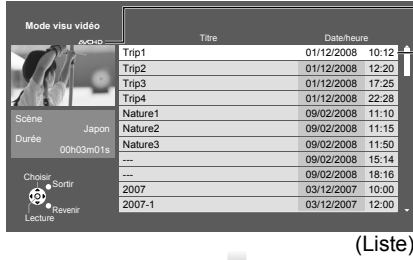 Mode visu vidéo
AVCHD
Titre Date/heure
Trip1 01/12/2008 10:12
Trip2 01/12/2008 12:20
Trip3 01/12/2008 17:25
Trip4 01/12/2008 22:28
Nature1 09/02/2008 11:10
Nature2 09/02/2008 11:15
Nature3 09/02/2008 11:50
--- 09/02/2008 15:14
--- 09/02/2008 18:16
2007 03/12/2007 10:00
2007-1 03/12/2007 12:00
Scène
Japon
Durée
00h03m01s
Choisir
Sortir
Revenir
Lecture
(Liste)